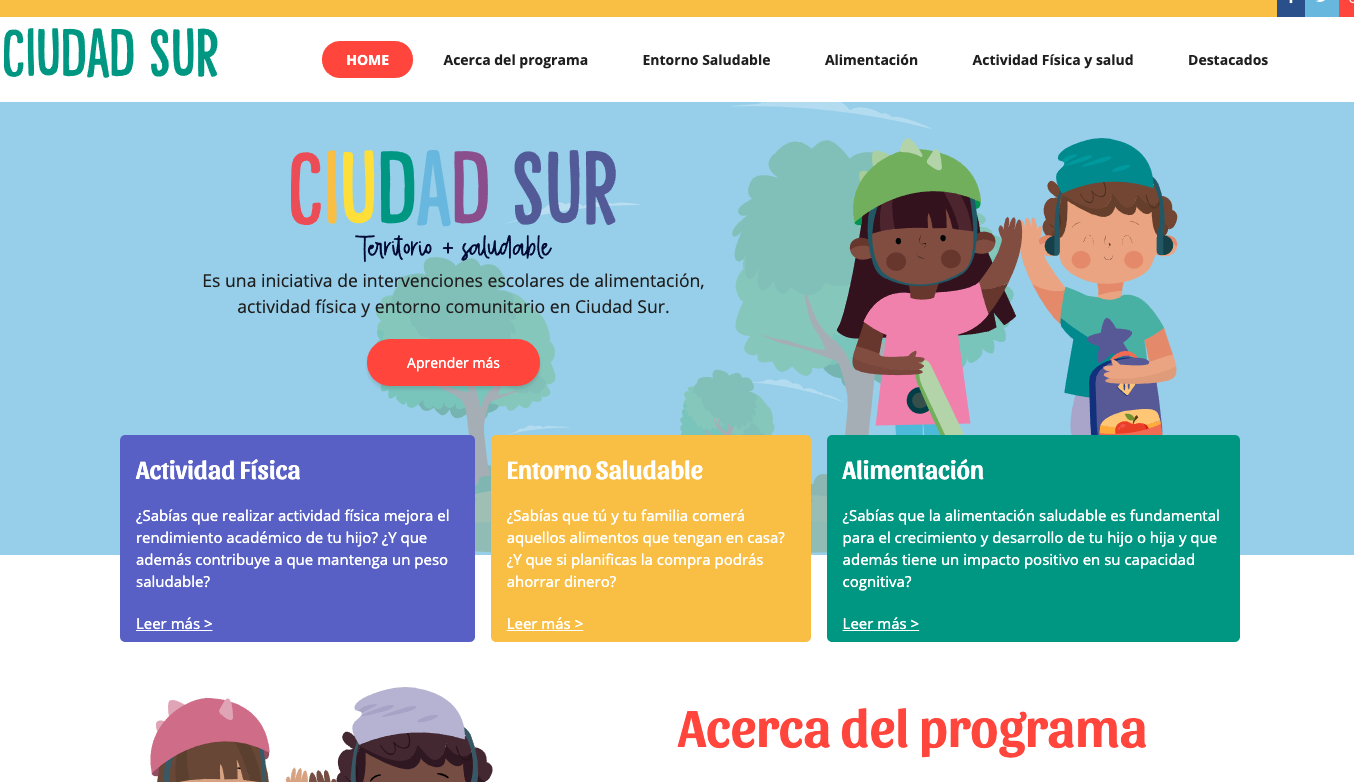 CIUDAD SUR
HOME
Acerca del programa
Entorno Saludable
Alimentación
Actividad Física y salud
Destacados
CIUDAD SUR
Territorio + saludable
Es una iniciativa de intervenciones escolares de alimentación,
actividad física y entorno comunitario en Ciudad Sur.
Aprender más
Actividad Física
¿Sabías que realizar actividad física mejora el
rendimiento académico de tu hijo? ¿Y que
además contribuye a que mantenga un peso
saludable?
Leer más >
Entorno Saludable
¿Sabías que tú y tu familia comerá
aquellos alimentos que tengan en casa?
¿Y que si planificas la compra podrás
ahorrar dinero?
Leer más >
Alimentación
¿Sabías que la alimentación saludable es fundamental
para el crecimiento y desarrollo de tu hijo o hija y que
además tiene un impacto positivo en su capacidad
cognitiva?
Leer más >
Acerca del programa